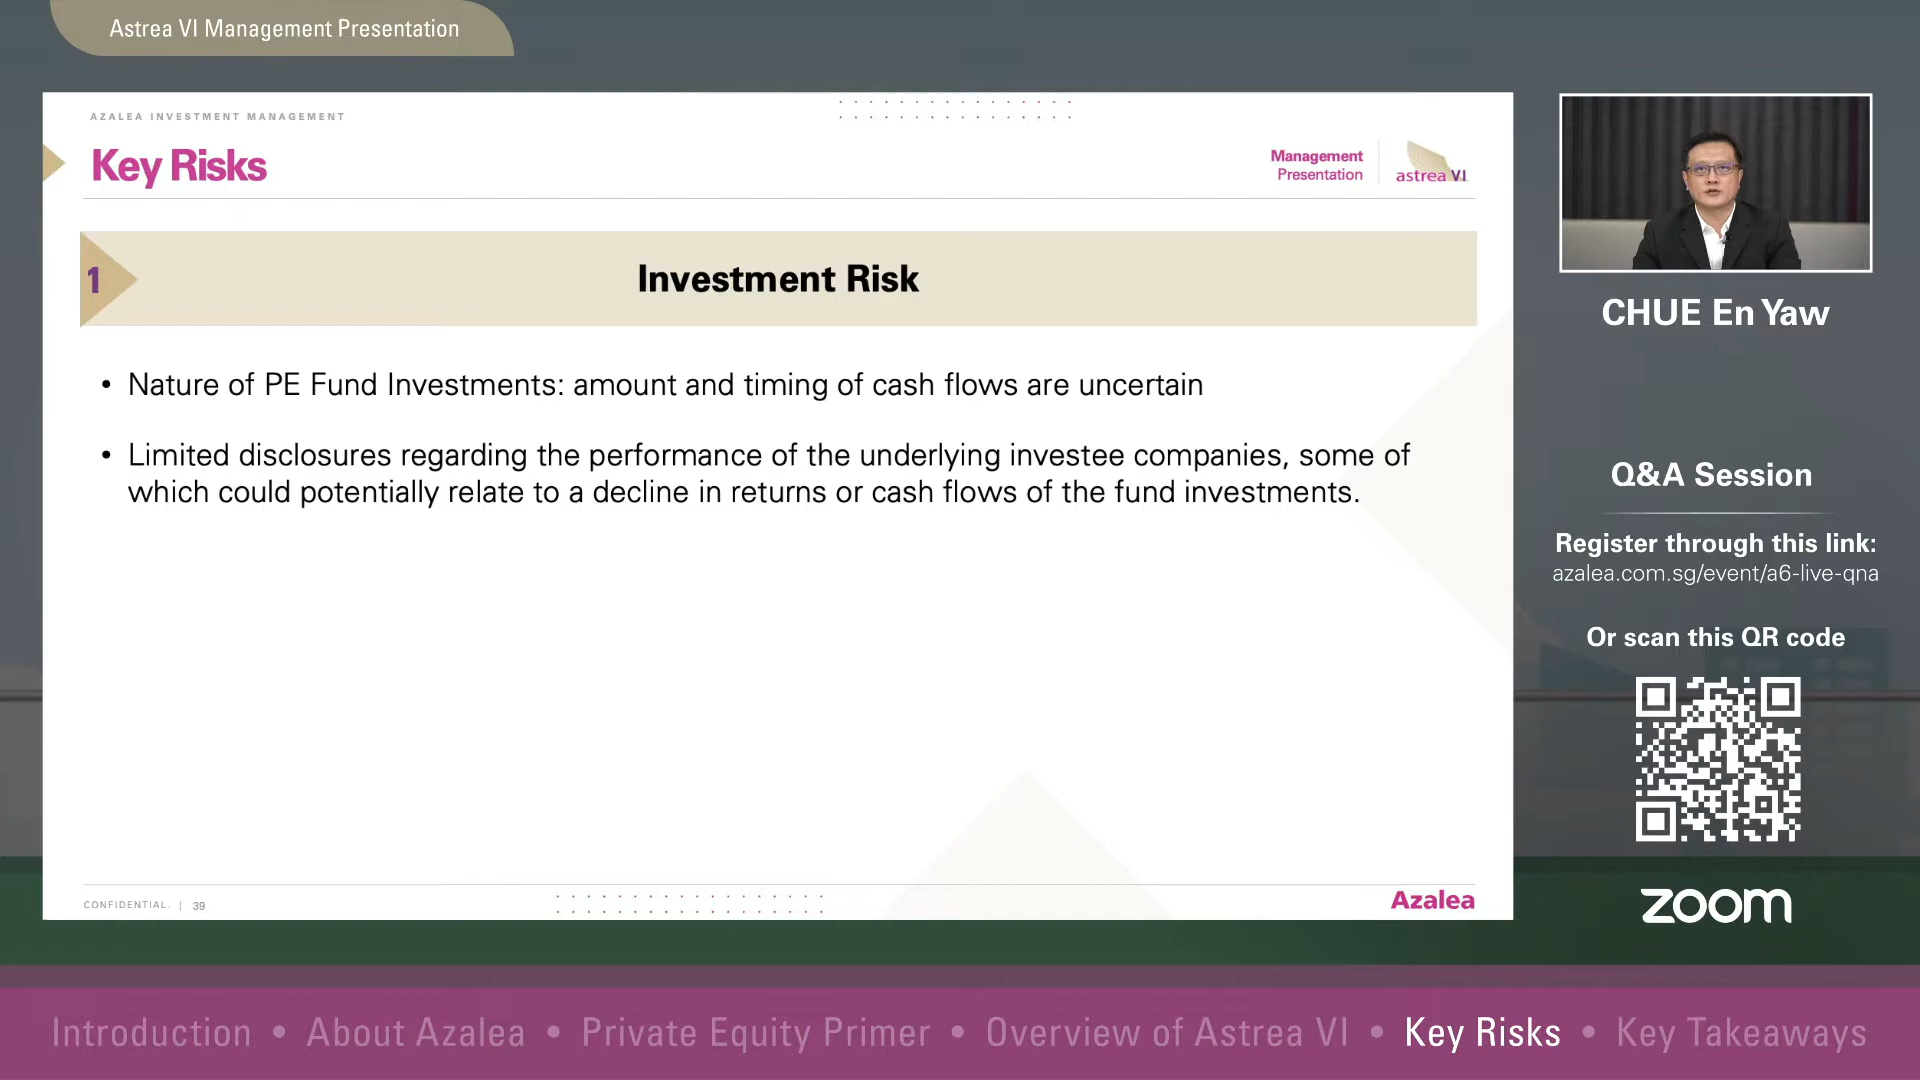 Astrea VI Management Presentation
AZALEA INVESTMENT MANAGEMENT
Key Risks
Management
Presentation
astrea VI
1
Investment Risk
• Nature of PE Fund Investments: amount and timing of cash flows are uncertain
• Limited disclosures regarding the performance of the underlying investee companies, some of
which could potentially relate to a decline in returns or cash flows of the fund investments.
CONFIDENTIAL. | 39
Azalea
CHUE En Yaw
Q&A Session
Register through this link:
azalea.com.sg/event/a6-live-qna
Or scan this QR code
zoom
Introduction • About Azalea • Private Equity Primer • Overview of Astrea VI • Key Risks • Key Takeaways